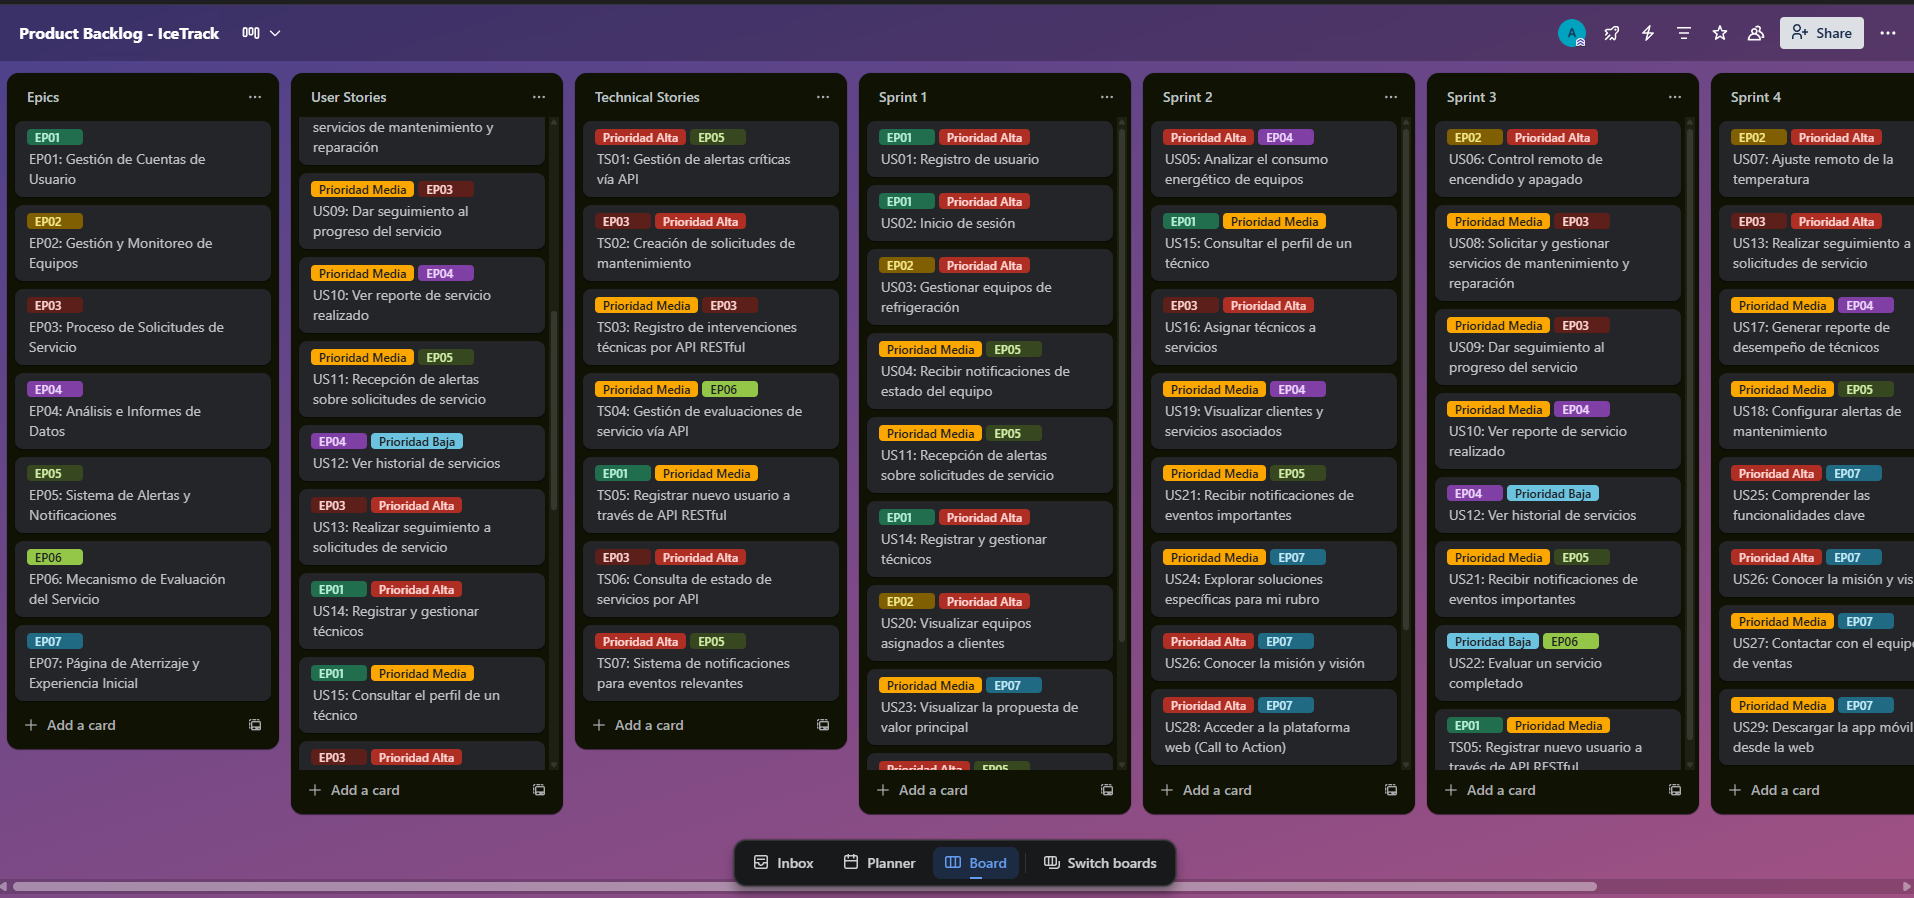 Product Backlog - IceTrack
A
Share
Epics
EP01
EP01: Gestión de Cuentas de
Usuario
EP02
EP02: Gestión y Monitoreo de
Equipos
EP03
EP03: Proceso de Solicitudes de
Servicio
EP04
EP04: Análisis e Informes de
Datos
EP05
EP05: Sistema de Alertas y
Notificaciones
EP06
EP06: Mecanismo de Evaluación
del Servicio
EP07
EP07: Página de Aterrizaje y
Experiencia Inicial
Add a card
User Stories
servicios de mantenimiento y
reparación
Prioridad Media EP03
US09: Dar seguimiento al
progreso del servicio
Prioridad Media EP04
US10: Ver reporte de servicio
realizado
Prioridad Media EP05
US11: Recepción de alertas
sobre solicitudes de servicio
EP04 Prioridad Baja
US12: Ver historial de servicios
EP03 Prioridad Alta
US13: Realizar seguimiento a
solicitudes de servicio
EP01 Prioridad Alta
US14: Registrar y gestionar
técnicos
EP01 Prioridad Media
US15: Consultar el perfil de un
técnico
EP03 Prioridad Alta
Add a card
Technical Stories
Prioridad Alta EP05
TS01: Gestión de alertas críticas
vía API
EP03 Prioridad Alta
TS02: Creación de solicitudes de
mantenimiento
Prioridad Media EP03
TS03: Registro de intervenciones
técnicas por API RESTful
Prioridad Media EP06
TS04: Gestión de evaluaciones de
servicio vía API
EP01 Prioridad Media
TS05: Registrar nuevo usuario a
través de API RESTful
EP03 Prioridad Alta
TS06: Consulta de estado de
servicios por API
Prioridad Alta EP05
TS07: Sistema de notificaciones
para eventos relevantes
Add a card
Sprint 1
EP01 Prioridad Alta
US01: Registro de usuario
EP01 Prioridad Alta
US02: Inicio de sesión
EP02 Prioridad Alta
US03: Gestionar equipos de
refrigeración
Prioridad Media EP05
US04: Recibir notificaciones de
estado del equipo
Prioridad Media EP05
US11: Recepción de alertas
sobre solicitudes de servicio
EP01 Prioridad Alta
US14: Registrar y gestionar
técnicos
EP02 Prioridad Alta
US20: Visualizar equipos
asignados a clientes
Prioridad Media EP07
US23: Visualizar la propuesta de
valor principal
Prioridad Alta EP05
Add a card
Sprint 2
Prioridad Alta EP04
US05: Analizar el consumo
energético de equipos
EP01 Prioridad Media
US15: Consultar el perfil de un
técnico
EP03 Prioridad Alta
US16: Asignar técnicos a
servicios
Prioridad Media EP04
US19: Visualizar clientes y
servicios asociados
Prioridad Media EP05
US21: Recibir notificaciones de
eventos importantes
Prioridad Media EP07
US24: Explorar soluciones
específicas para mi rubro
Prioridad Alta EP07
US26: Conocer la misión y visión
Prioridad Alta EP07
US28: Acceder a la plataforma
web (Call to Action)
Add a card
Sprint 3
EP02 Prioridad Alta
US06: Control remoto de
encendido y apagado
Prioridad Media EP03
US08: Solicitar y gestionar
servicios de mantenimiento y
reparación
Prioridad Media EP03
US09: Dar seguimiento al
progreso del servicio
Prioridad Media EP04
US10: Ver reporte de servicio
realizado
EP04 Prioridad Baja
US12: Ver historial de servicios
Prioridad Media EP05
US21: Recibir notificaciones de
eventos importantes
Prioridad Baja EP06
US22: Evaluar un servicio
completado
EP01 Prioridad Media
TS05: Registrar nuevo usuario a
través de API RESTful
Add a card
Sprint 4
EP02 Prioridad Alta
US07: Ajuste remoto de la
temperatura
EP03 Prioridad Alta
US13: Realizar seguimiento a
solicitudes de servicio
Prioridad Media EP04
US17: Generar reporte de
desempeño de técnicos
Prioridad Media EP05
US18: Configurar alertas de
mantenimiento
Prioridad Alta EP07
US25: Comprender las
funcionalidades clave
Prioridad Alta EP07
US26: Conocer la misión y vis
Prioridad Media EP07
US27: Contactar con el equip
de ventas
Prioridad Media EP07
US29: Descargar la app móvil
desde la web
Add a card
Inbox
Planner
Board
Switch boards